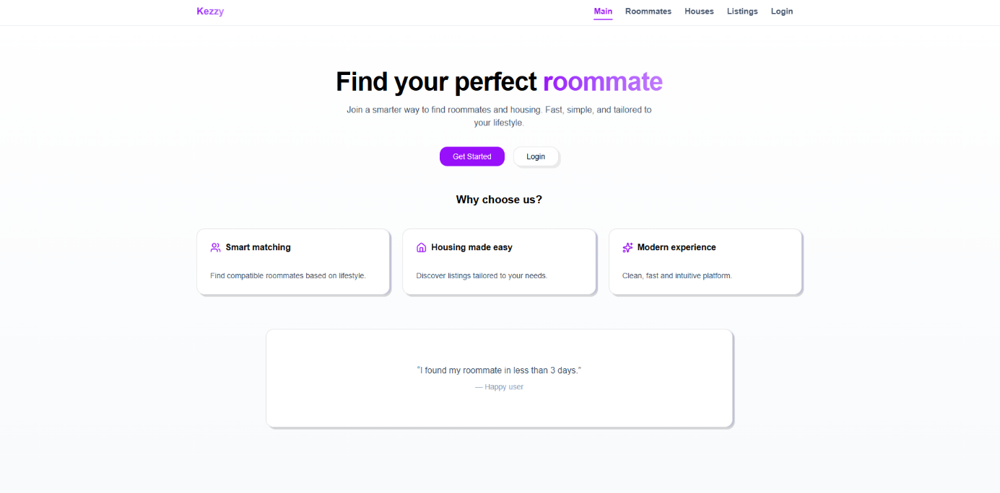 Kezzy
Main
Roommates
Houses
Listings
Login
Find your perfect roommate
Join a smarter way to find roommates and housing. Fast, simple, and tailored to
your lifestyle.
Get Started
Login
Why choose us?
Smart matching
Find compatible roommates based on lifestyle.
Housing made easy
Discover listings tailored to your needs.
Modern experience
Clean, fast and intuitive platform.
“I found my roommate in less than 3 days.”
— Happy user